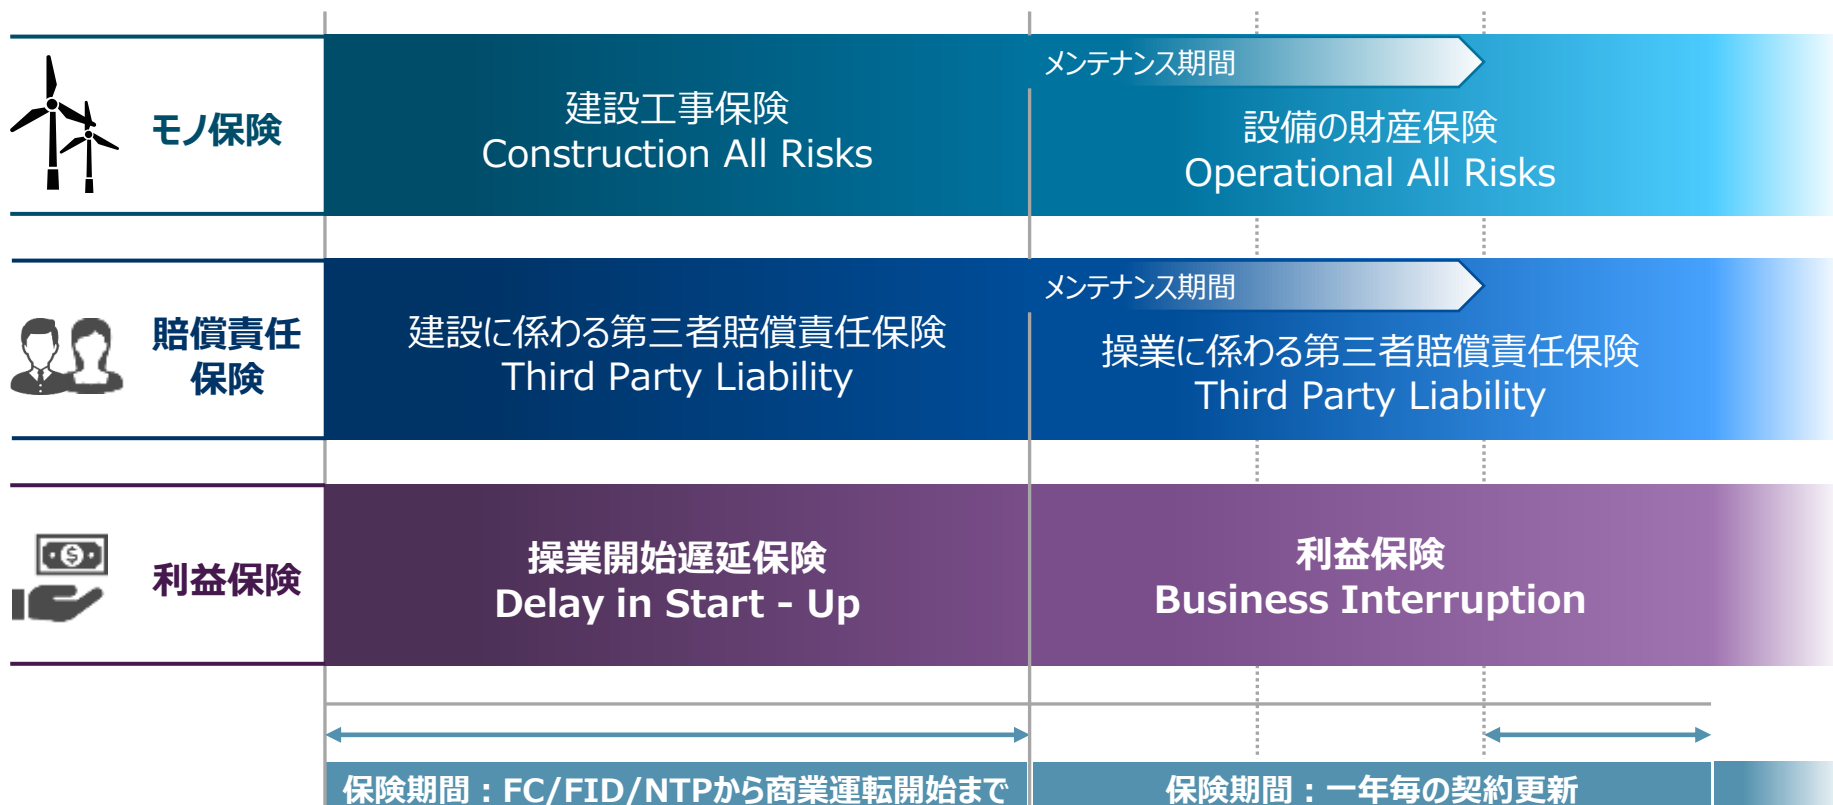 モノ保険
建設工事保険
Construction All Risks
メンテナンス期間
設備の財産保険
Operational All Risks
賠償責任
保険
建設に係わる第三者賠償責任保険
Third Party Liability
メンテナンス期間
操業に係わる第三者賠償責任保険
Third Party Liability
利益保険
操業開始遅延保険
Delay in Start - Up
利益保険
Business Interruption
保険期間：FC/FID/NTPから商業運転開始まで
保険期間：一年毎の契約更新